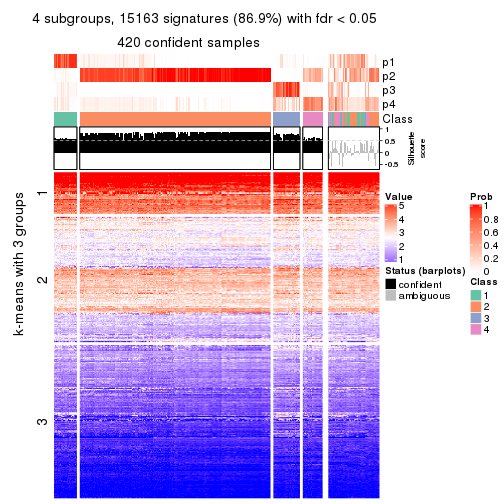 4 subgroups, 15163 signatures (86.9%) with fdr < 0.05
420 confident samples
p1
p2
p3
p4
Class
1
0.5
0
-0.5
Silhouette
score
k-means with 3 groups
1
2
3
Value
5
4
3
2
1
Status (barplots)
confident
ambiguous
Prob
1
0.8
0.6
0.4
0.2
0
Class
1
2
3
4